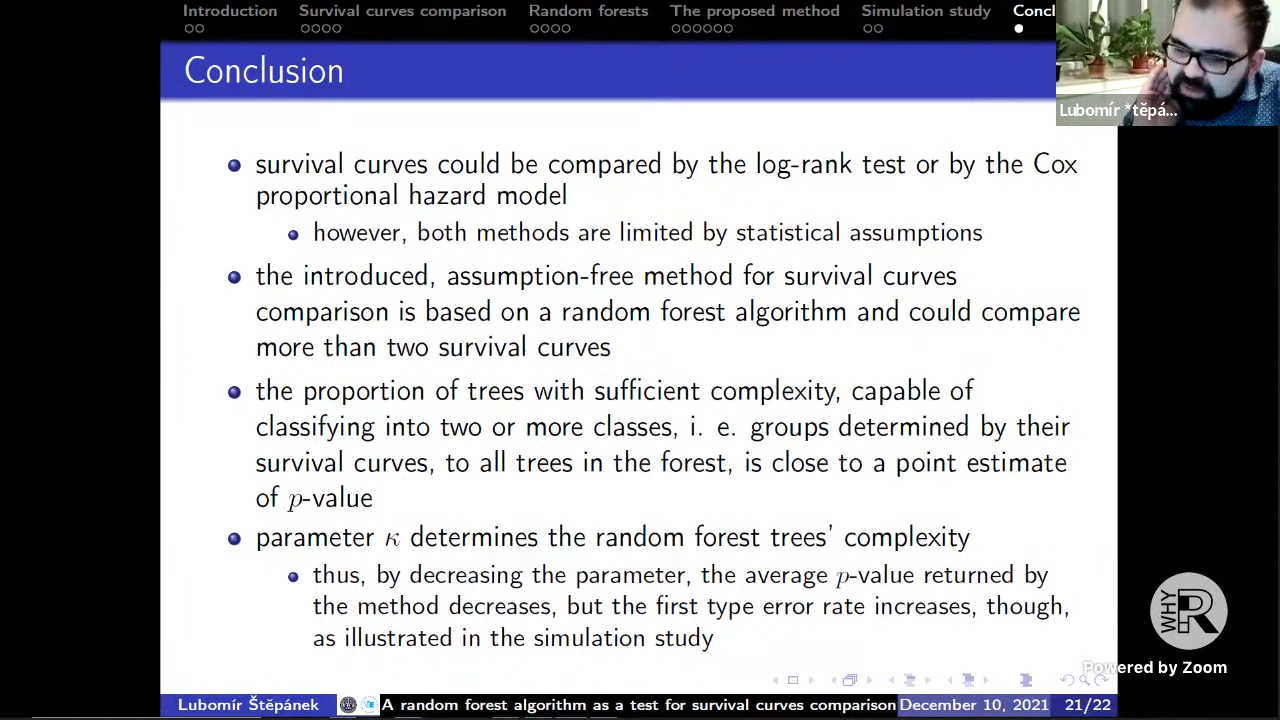 Introduction Survival curves comparison Random forests The proposed method Simulation study Concl
Conclusion
Lubomír *těpá...
survival curves could be compared by the log-rank test or by the Cox
proportional hazard model
however, both methods are limited by statistical assumptions
the introduced, assumption-free method for survival curves
comparison is based on a random forest algorithm and could compare
more than two survival curves
the proportion of trees with sufficient complexity, capable of
classifying into two or more classes, i. e. groups determined by their
survival curves, to all trees in the forest, is close to a point estimate
of p-value
parameter κ determines the random forest trees' complexity
thus, by decreasing the parameter, the average p-value returned by
the method decreases, but the first type error rate increases, though,
as illustrated in the simulation study
WHY R
Powered by Zoom
Lubomír Štěpánek A random forest algorithm as a test for survival curves comparison December 10, 2021 21/22